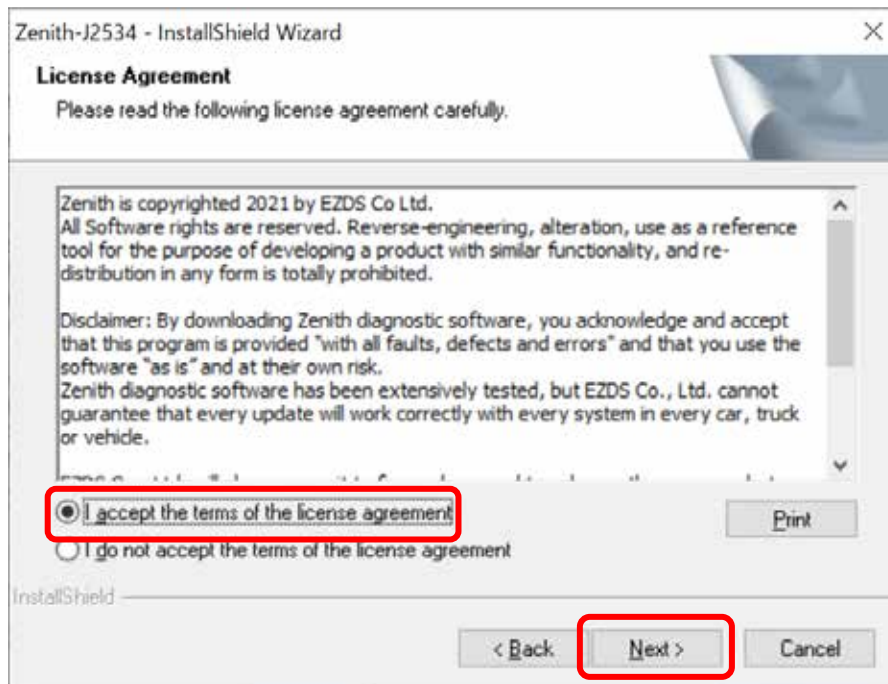 Zenith-J2534 - InstallShield Wizard
License Agreement
Please read the following license agreement carefully.
Zenith is copyrighted 2021 by EZDS Co Ltd.
All Software rights are reserved. Reverse-engineering, alteration, use as a reference
tool for the purpose of developing a product with similar functionality, and re-
distribution in any form is totally prohibited.
Disclaimer: By downloading Zenith diagnostic software, you acknowledge and accept
that this program is provided "with all faults, defects and errors" and that you use the
software "as is" and at their own risk.
Zenith diagnostic software has been extensively tested, but EZDS Co., Ltd. cannot
guarantee that every update will work correctly with every system in every car, truck
or vehicle.
I accept the terms of the license agreement
Print
I do not accept the terms of the license agreement
InstallShield
< Back
Next >
Cancel